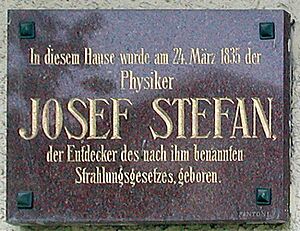 In diesem Hause wurde am 24. März 1835 der
Physiker
JOSEF STEFAN,
der Entdecker des nach ihm benannten
Strahlungsgesetzes, geboren.